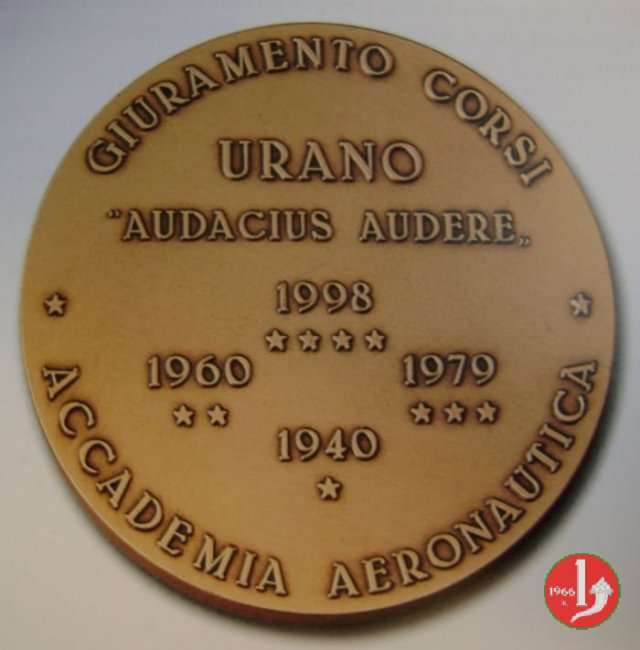 GIURAMENTO CORSI
URANO
"AUDACIUS AUDERE„
1998
1960 1979
1940
ACCADEMIA AERONAUTICA
1966